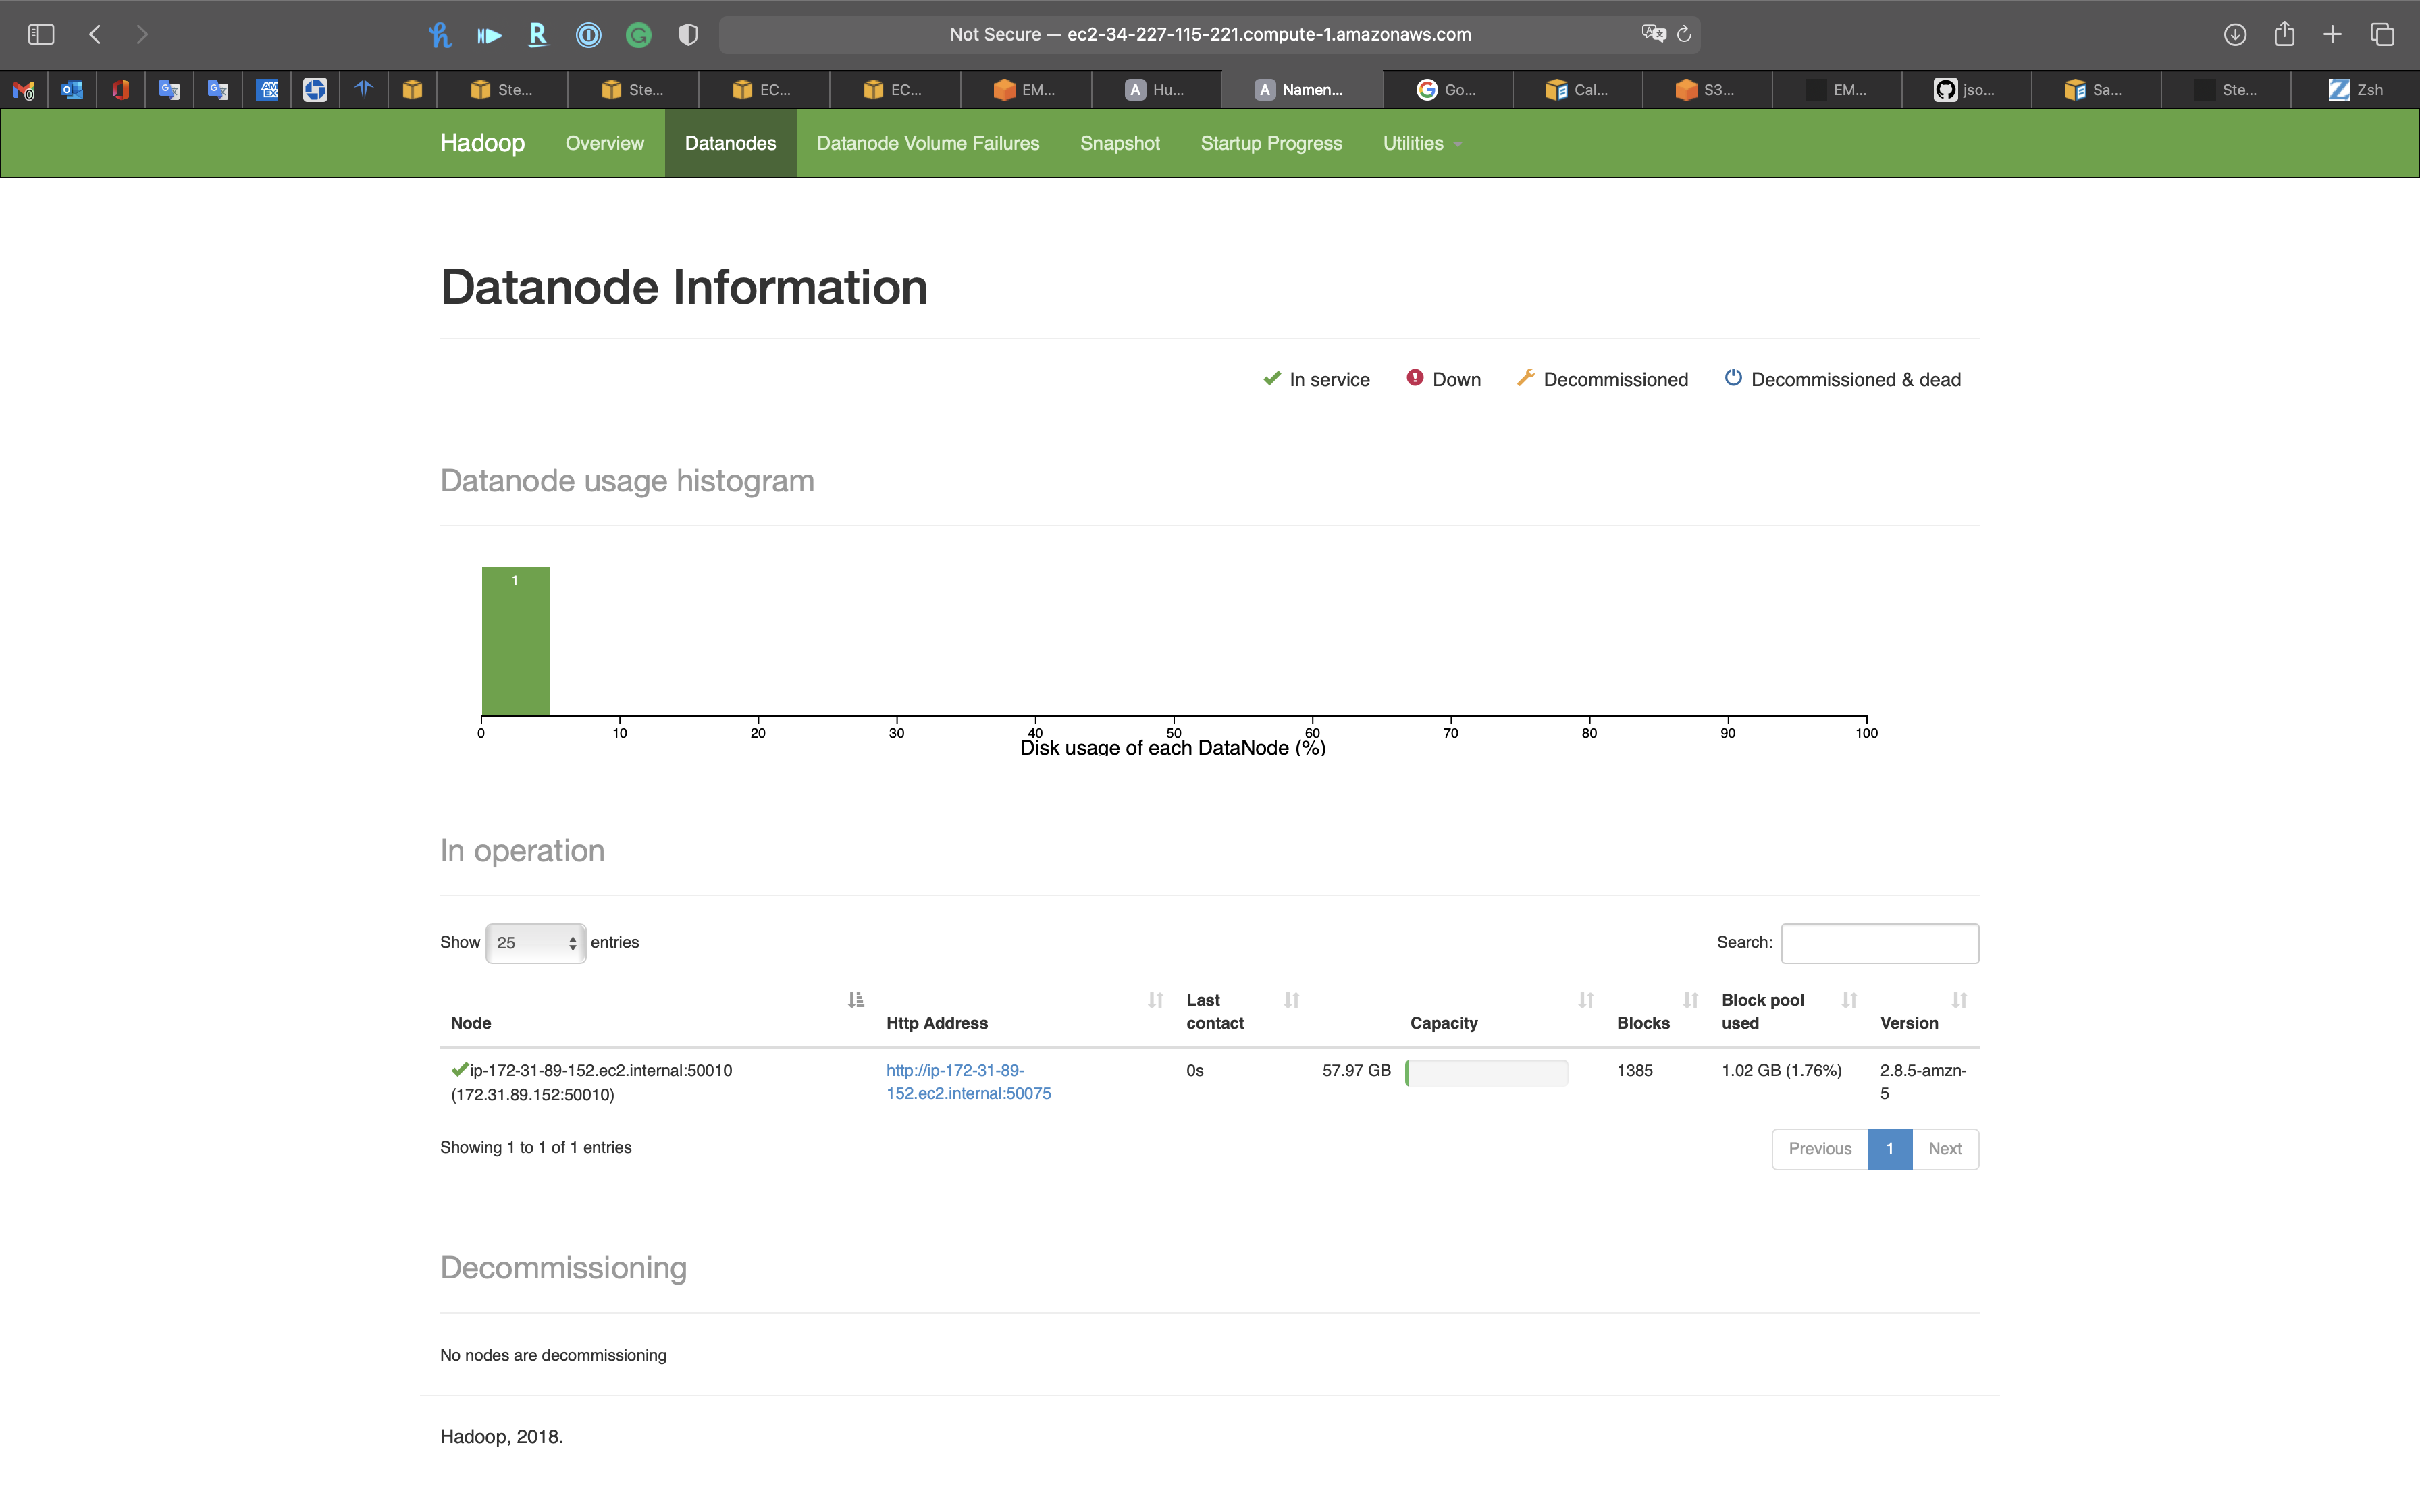 Not Secure — ec2-34-227-115-221.compute-1.amazonaws.com
Ste...
Ste...
EC...
EC...
EM...
Hu...
Namen...
Go...
Cal...
S3...
EM...
jso...
Sa...
Ste...
Zsh
Hadoop Overview Datanodes Datanode Volume Failures Snapshot Startup Progress Utilities
Datanode Information
In service Down Decommissioned Decommissioned & dead
Datanode usage histogram
1
0 10 20 30 40 50 60 70 80 90 100
Disk usage of each DataNode (%)
In operation
Show 25 entries Search:
Node Http Address Last contact Capacity Blocks Block pool used Version
ip-172-31-89-152.ec2.internal:50010 http://ip-172-31-89- 0s 57.97 GB 1385 1.02 GB (1.76%) 2.8.5-amzn-
(172.31.89.152:50010) 152.ec2.internal:50075 5
Showing 1 to 1 of 1 entries Previous 1 Next
Decommissioning
No nodes are decommissioning
Hadoop, 2018.